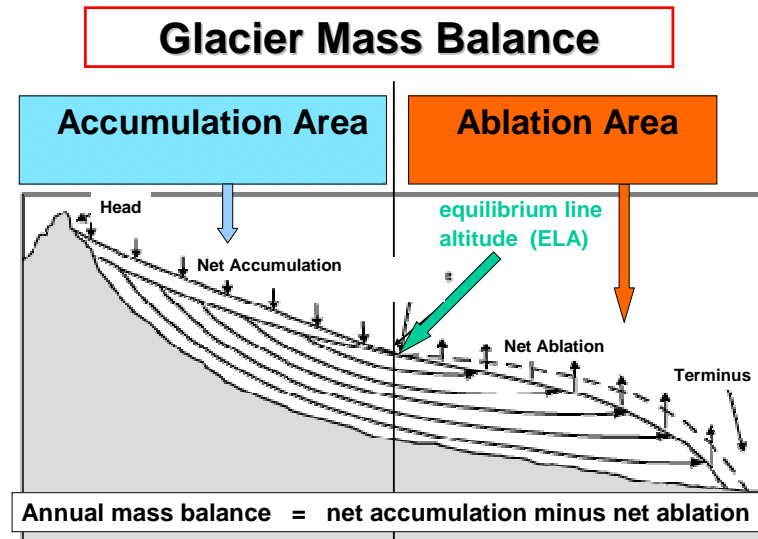 Glacier Mass Balance
Accumulation Area
Ablation Area
Head
equilibrium line
altitude (ELA)
Net Accumulation
Net Ablation
Terminus
Annual mass balance = net accumulation minus net ablation